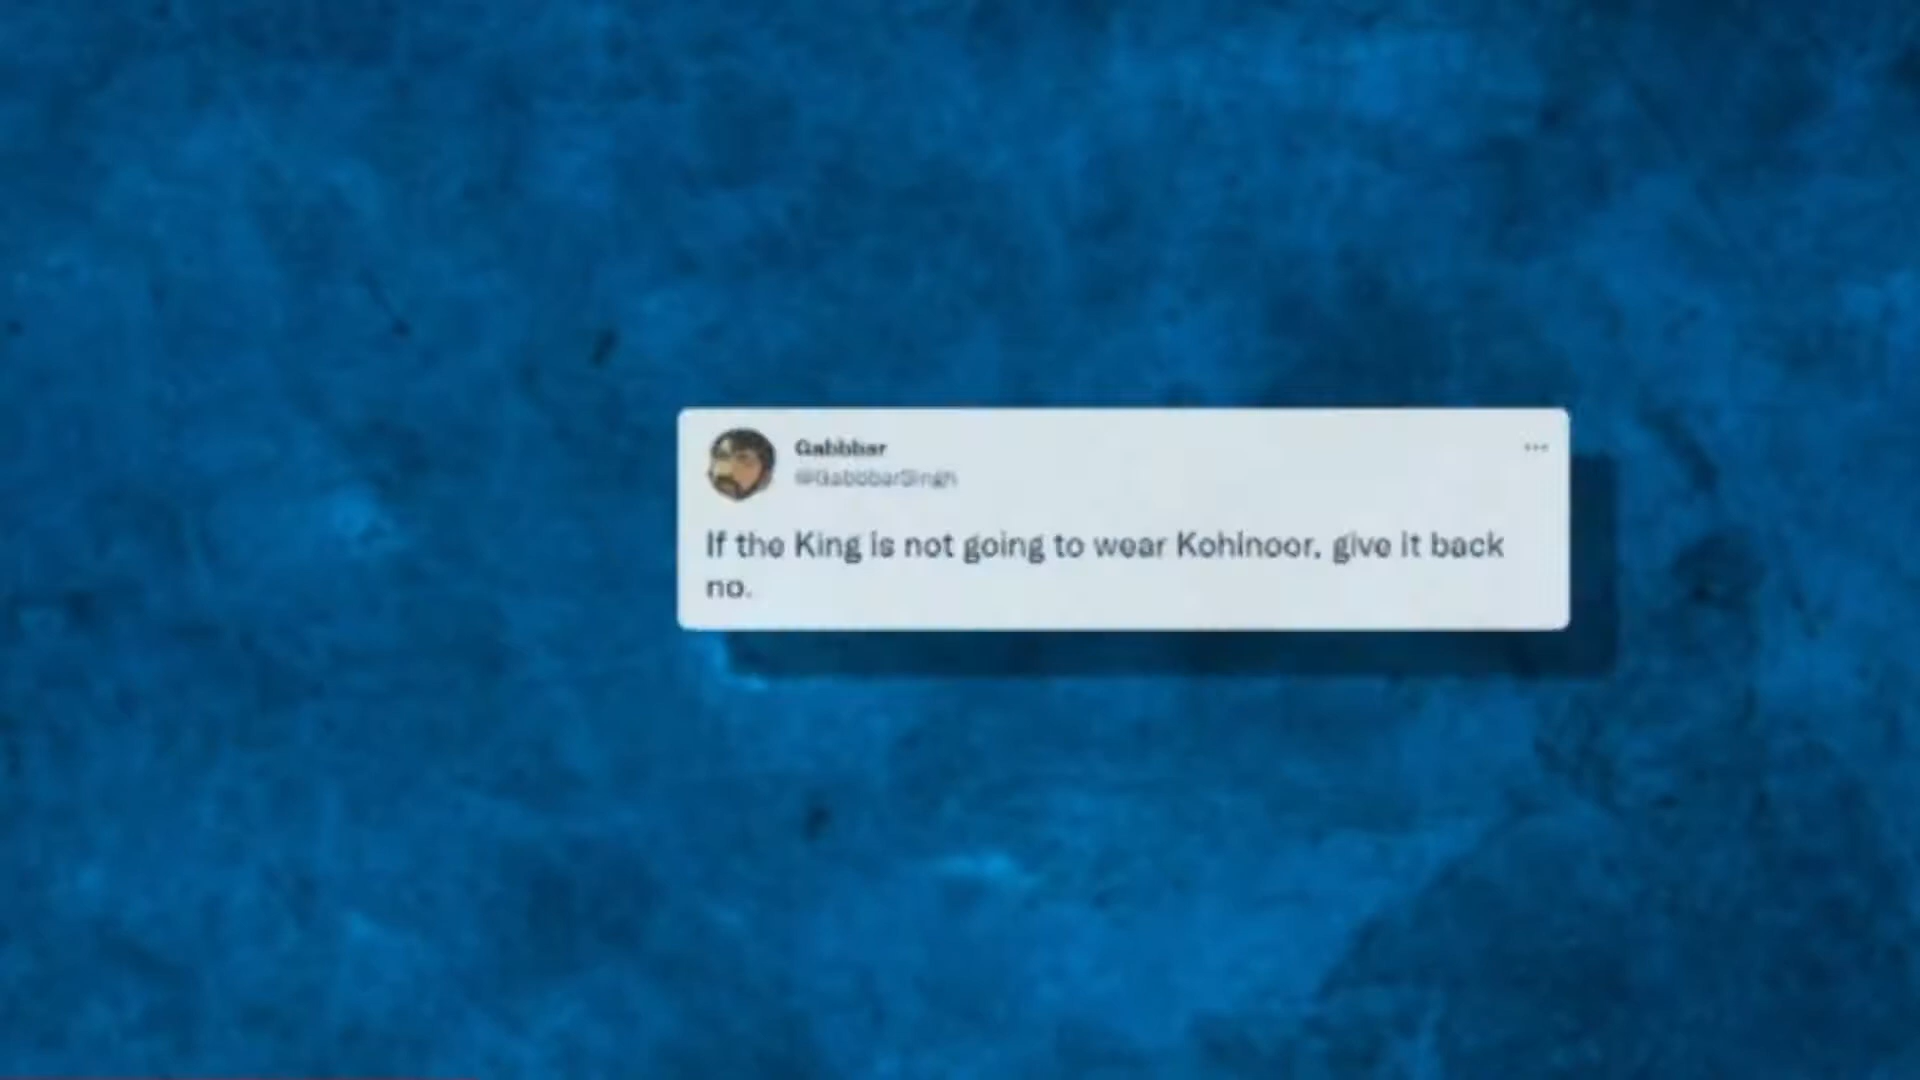 Gabbbar
@GabbbarSingh
If the King is not going to wear Kohinoor, give it back
no.